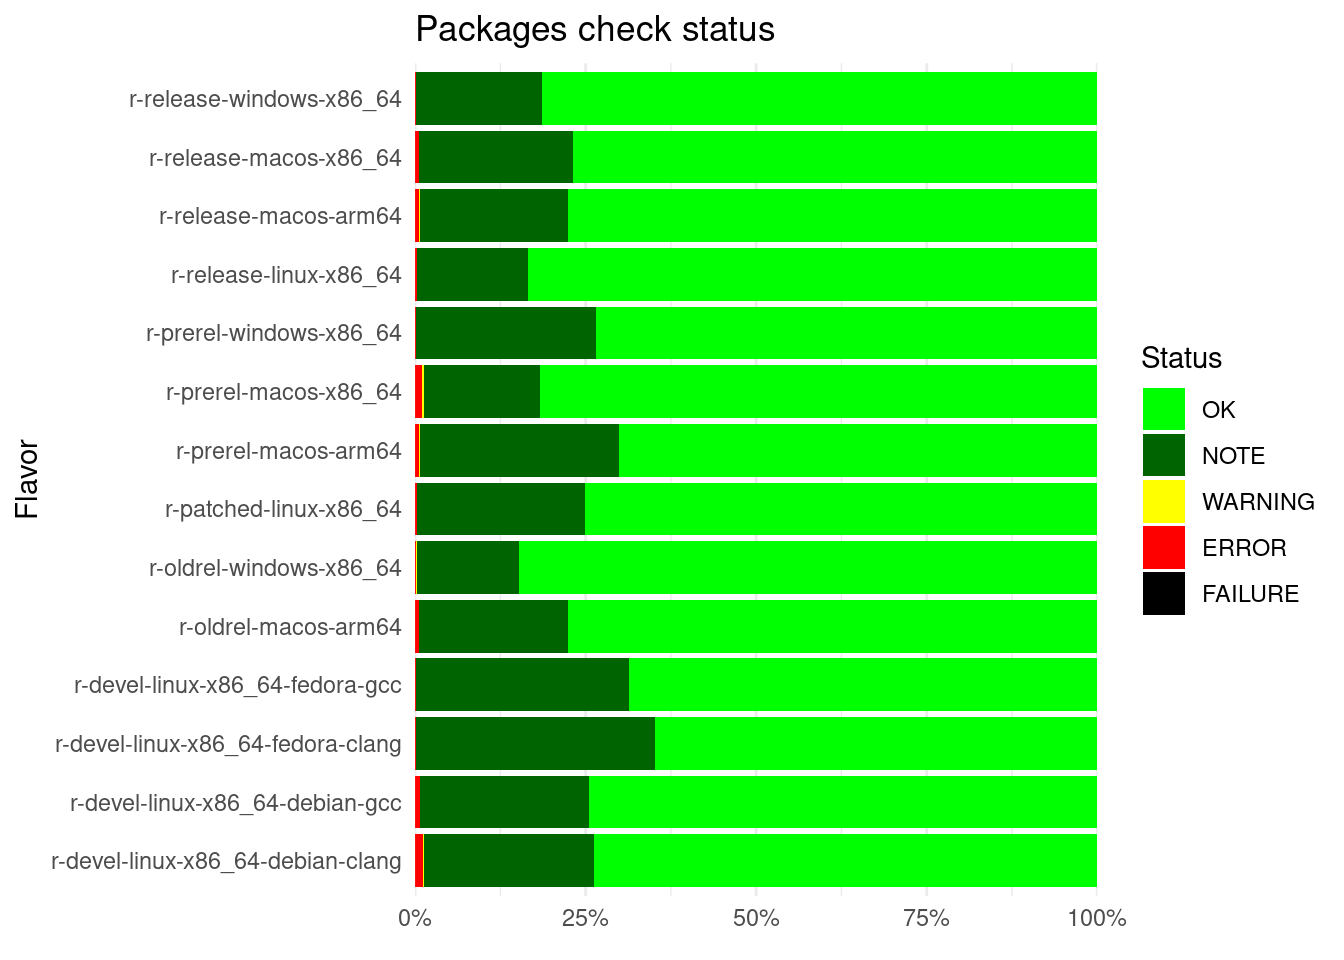 Packages check status
Flavor
r-release-windows-x86_64
r-release-macos-x86_64
r-release-macos-arm64
r-release-linux-x86_64
r-prerel-windows-x86_64
r-prerel-macos-x86_64
r-prerel-macos-arm64
r-patched-linux-x86_64
r-oldrel-windows-x86_64
r-oldrel-macos-arm64
r-devel-linux-x86_64-fedora-gcc
r-devel-linux-x86_64-fedora-clang
r-devel-linux-x86_64-debian-gcc
r-devel-linux-x86_64-debian-clang
0% 25% 50% 75% 100%
Status
OK
NOTE
WARNING
ERROR
FAILURE